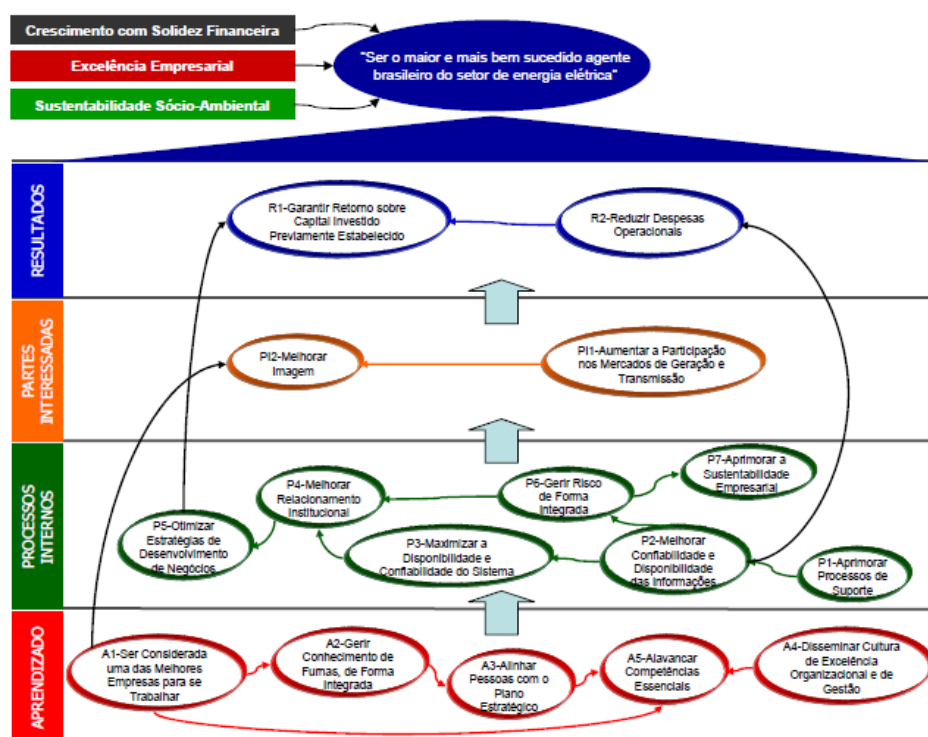 Crescimento com Solidez Financeira
Excelência Empresarial
Sustentabilidade Sócio-Ambiental
"Ser o maior e mais bem sucedido agente
brasileiro do setor de energia elétrica"
RESULTADOS
R1-Garantir Retorno sobre
Capital Investido
Previamente Estabelecido
R2-Reduzir Despesas
Operacionais
PARTES
INTERESSADAS
PI2-Melhorar
Imagem
PI1-Aumentar a Participação
nos Mercados de Geração e
Transmissão
PROCESSOS
INTERNOS
P7-Aprimorar a
Sustentabilidade
Empresarial
P4-Melhorar
Relacionamento
Institucional
P6-Gerir Risco
de Forma
Integrada
P5-Otimizar
Estratégias de
Desenvolvimento
de Negócios
P3-Maximizar a
Disponibilidade e
Confiabilidade do Sistema
P2-Melhorar
Confiabilidade e
Disponibilidade
das Informações
P1-Aprimorar
Processos de
Suporte
APRENDIZADO
A1-Ser Considerada
uma das Melhores
Empresas para se
Trabalhar
A2-Gerir
Conhecimento de
Furnas, de Forma
Integrada
A3-Alinhar
Pessoas com o
Plano
Estratégico
A5-Alavancar
Competências
Essenciais
A4-Disseminar Cultura
de Excelência
Organizacional e de
Gestão